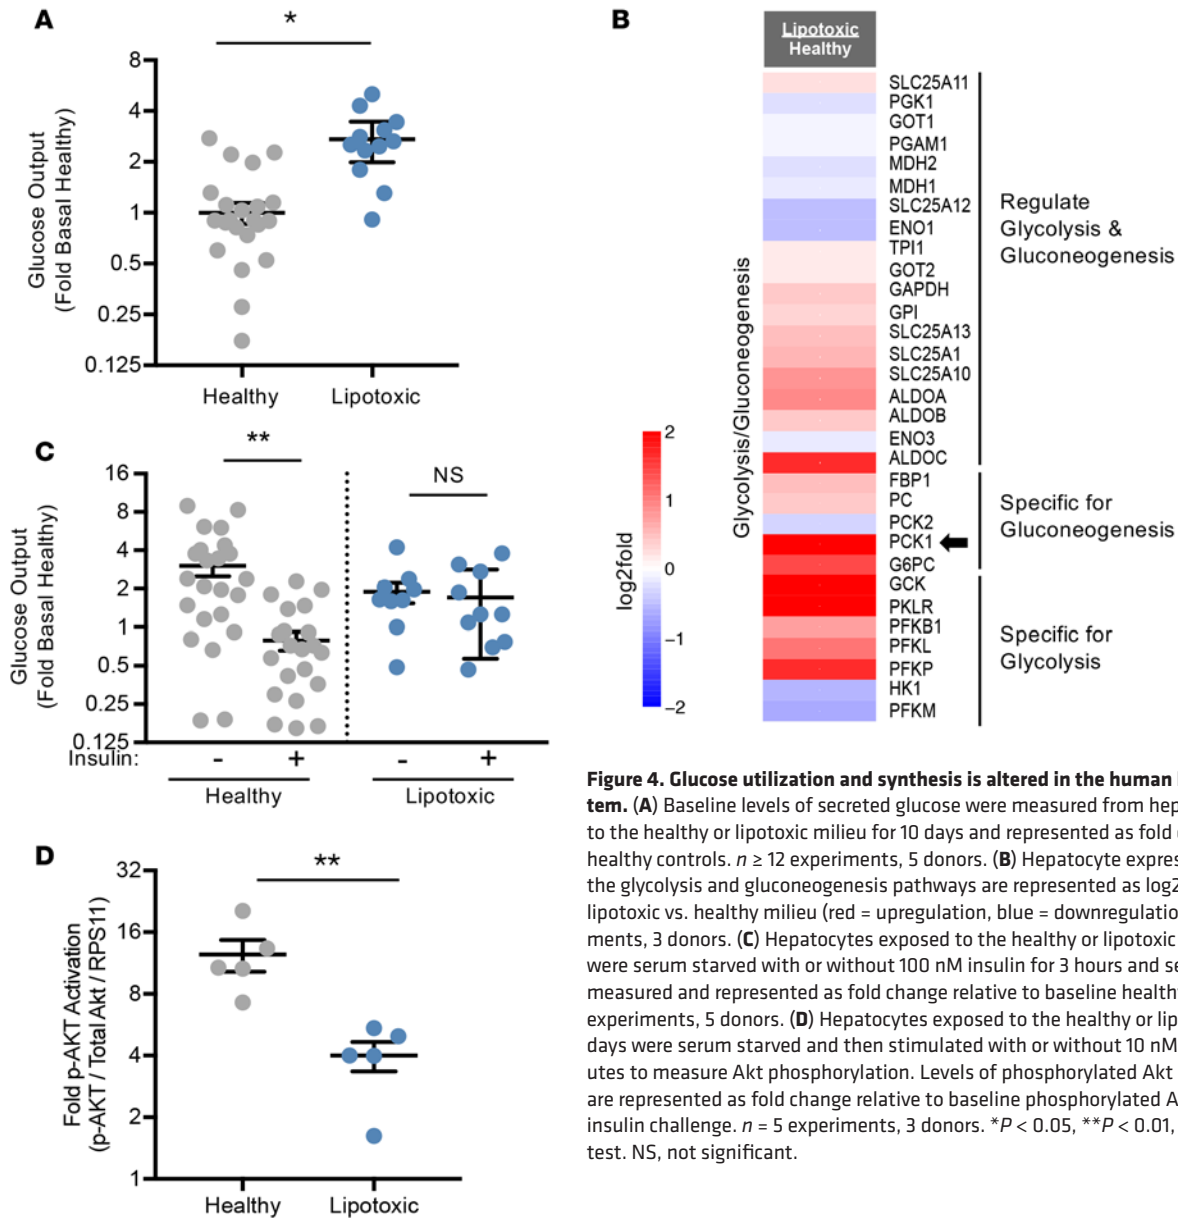 A
*
Glucose Output
(Fold Basal Healthy)
8
4
2
1
0.5
0.25
0.125
Healthy
Lipotoxic
B
Lipotoxic
Healthy
Glycolysis/Gluconeogenesis
SLC25A11
PGK1
GOT1
PGAM1
MDH2
MDH1
SLC25A12
ENO1
TPI1
GOT2
GAPDH
GPI
SLC25A13
SLC25A1
SLC25A10
ALDOA
ALDOB
ENO3
ALDOC
FBP1
PC
PCK2
PCK1
G6PC
GCK
PKLR
PFKB1
PFKL
PFKP
HK1
PFKM
Regulate
Glycolysis &
Gluconeogenesis
Specific for
Gluconeogenesis
Specific for
Glycolysis
log2fold
2
1
0
−1
−2
C
**
NS
Glucose Output
(Fold Basal Healthy)
16
8
4
2
1
0.5
0.25
0.125
Insulin: - + - +
Healthy
Lipotoxic
D
**
Fold p-AKT Activation
(p-AKT / Total Akt / RPS11)
32
16
8
4
2
1
Healthy
Lipotoxic
Figure 4. Glucose utilization and synthesis is altered in the human
tem. (A) Baseline levels of secreted glucose were measured from hep
to the healthy or lipotoxic milieu for 10 days and represented as fold
healthy controls. n ≥ 12 experiments, 5 donors. (B) Hepatocyte expres
the glycolysis and gluconeogenesis pathways are represented as log2
lipotoxic vs. healthy milieu (red = upregulation, blue = downregulatio
ments, 3 donors. (C) Hepatocytes exposed to the healthy or lipotoxic
were serum starved with or without 100 nM insulin for 3 hours and se
measured and represented as fold change relative to baseline healthy
experiments, 5 donors. (D) Hepatocytes exposed to the healthy or lip
days were serum starved and then stimulated with or without 10 nM
utes to measure Akt phosphorylation. Levels of phosphorylated Akt
are represented as fold change relative to baseline phosphorylated A
insulin challenge. n = 5 experiments, 3 donors. *P < 0.05, **P < 0.01,
test. NS, not significant.